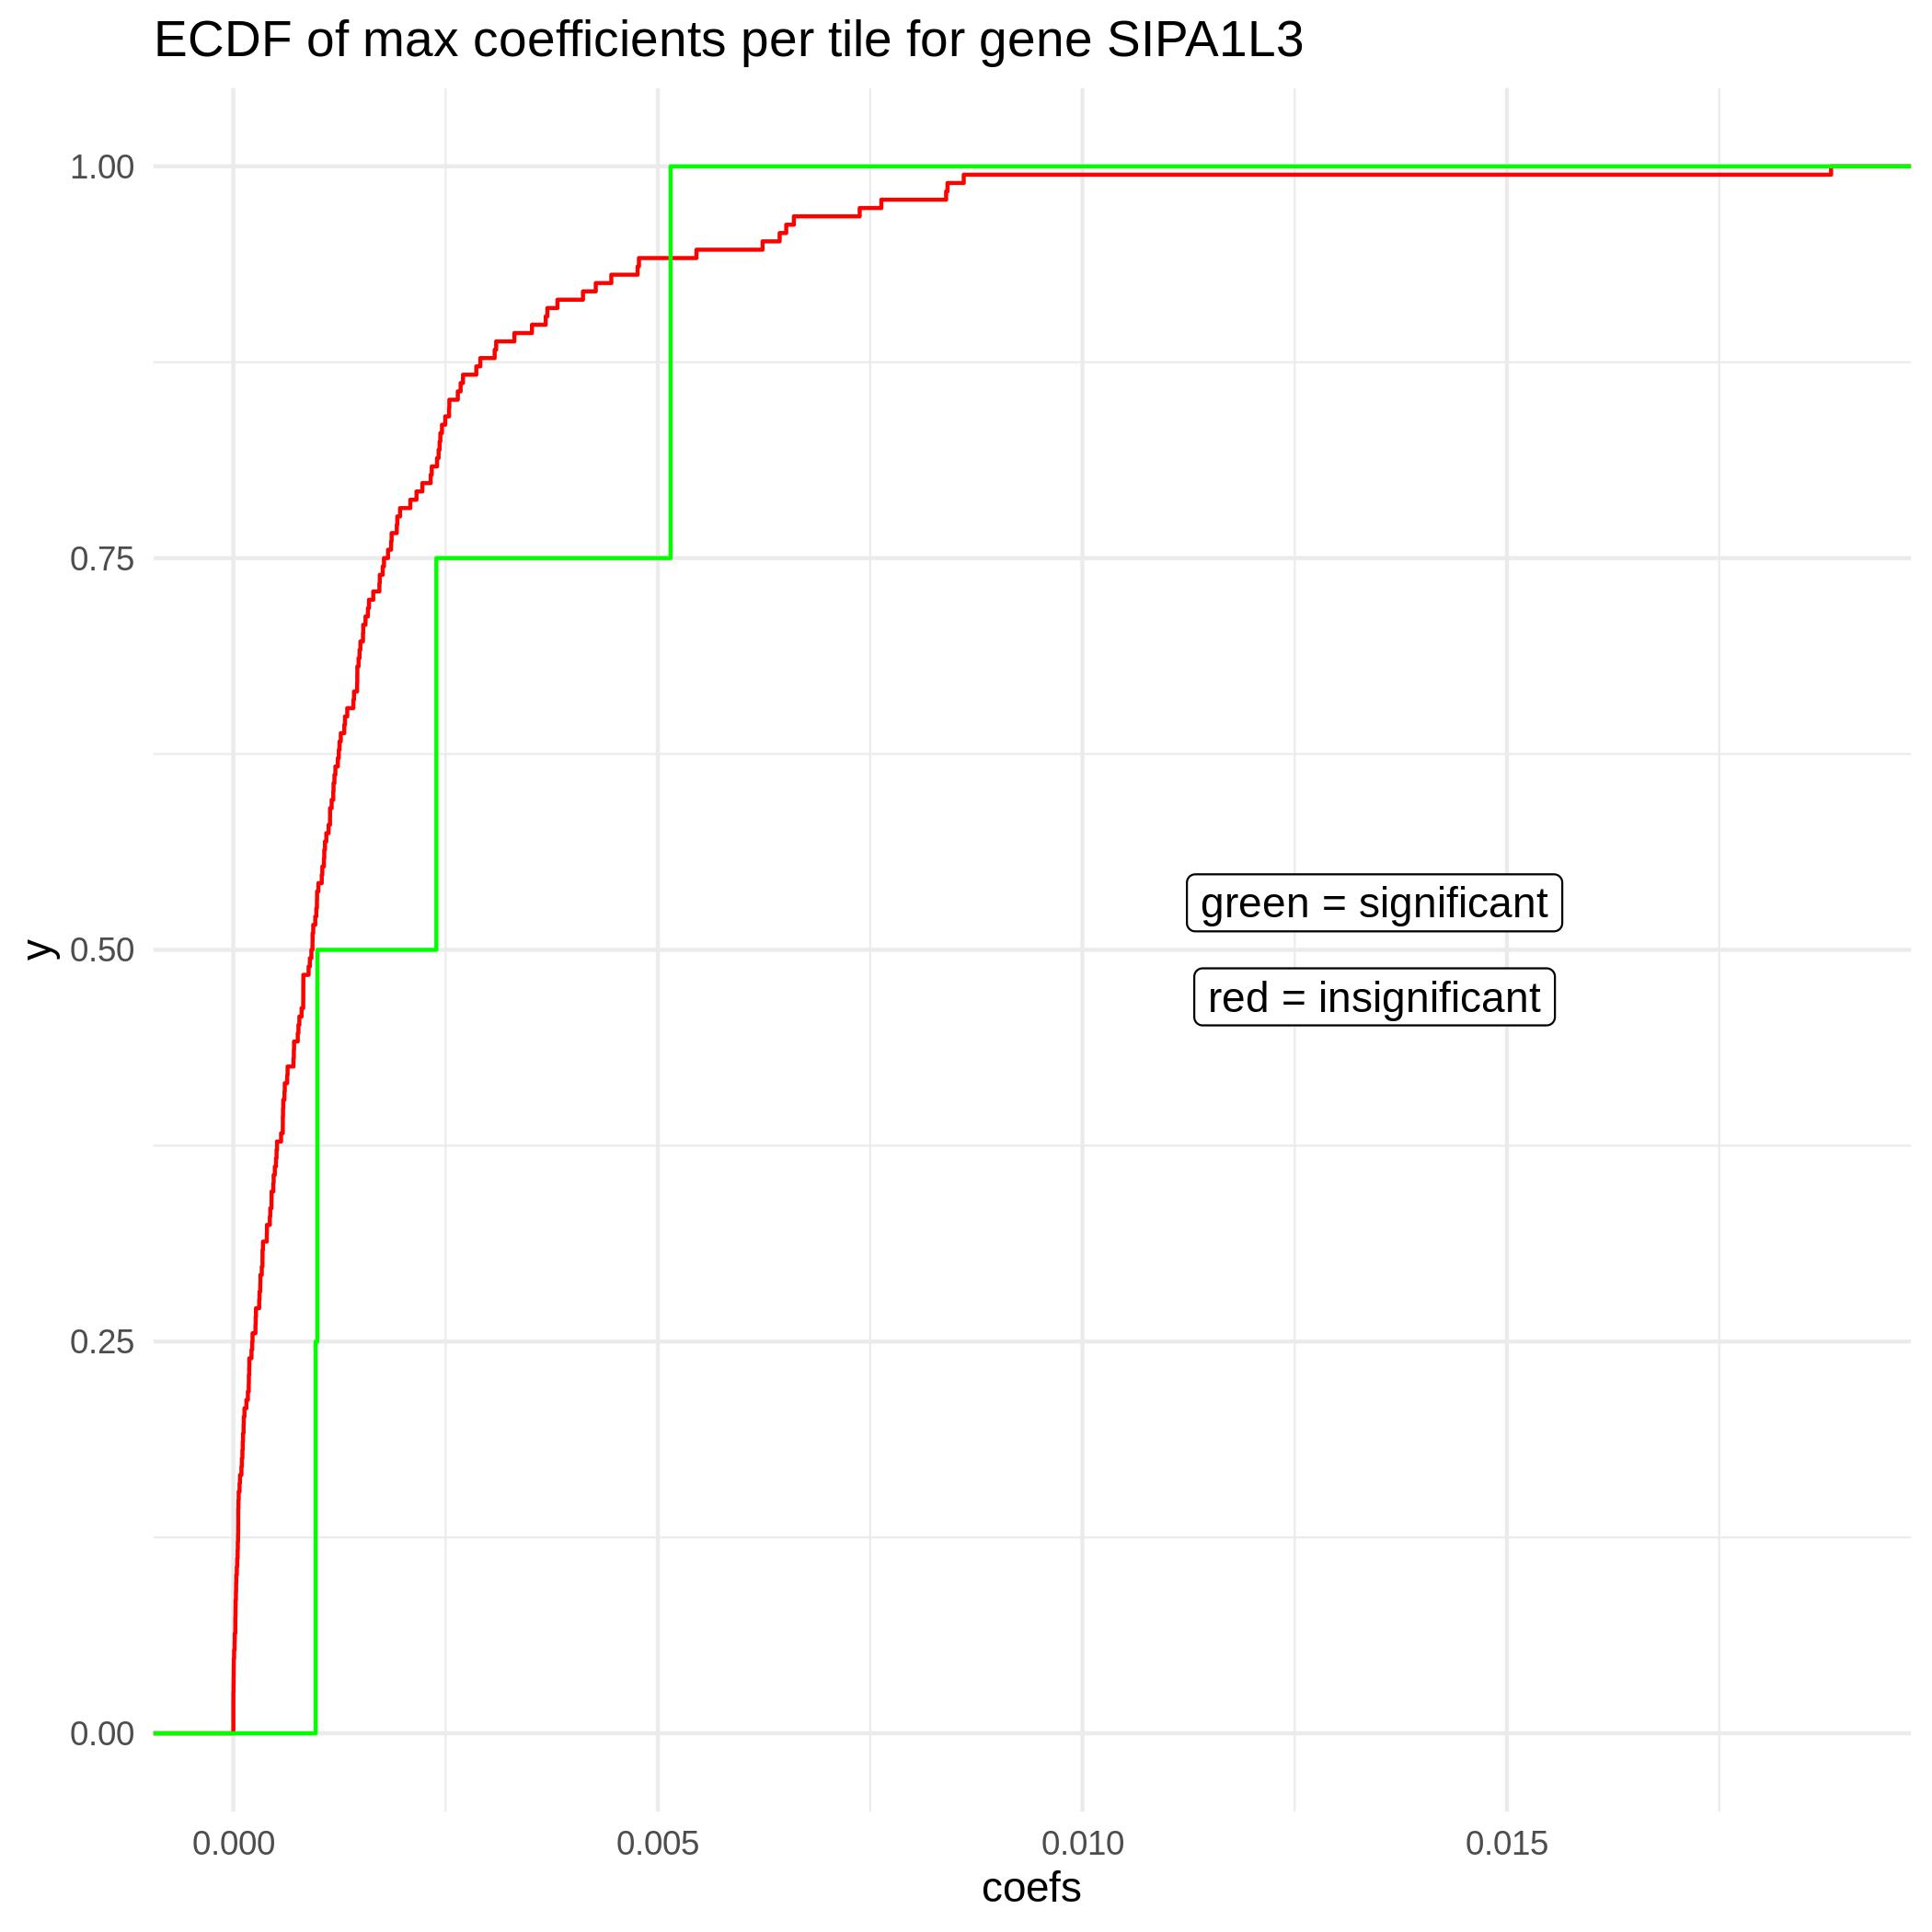 ECDF of max coefficients per tile for gene SIPA1L3
1.00
0.75
0.50
0.25
0.00
y
green = significant
red = insignificant
0.000 0.005 0.010 0.015
coefs